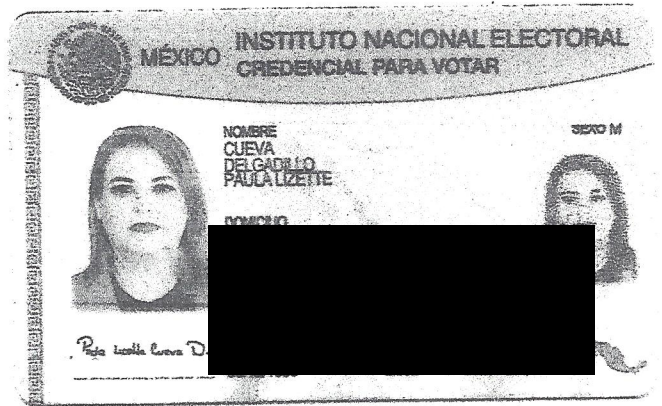 MÉXICO
INSTITUTO NACIONAL ELECTORAL
CREDENCIAL PARA VOTAR
NOMBRE
CUEVA
DELGADILLO
PAULA LIZETTE
SEXO M
DOMICILIO